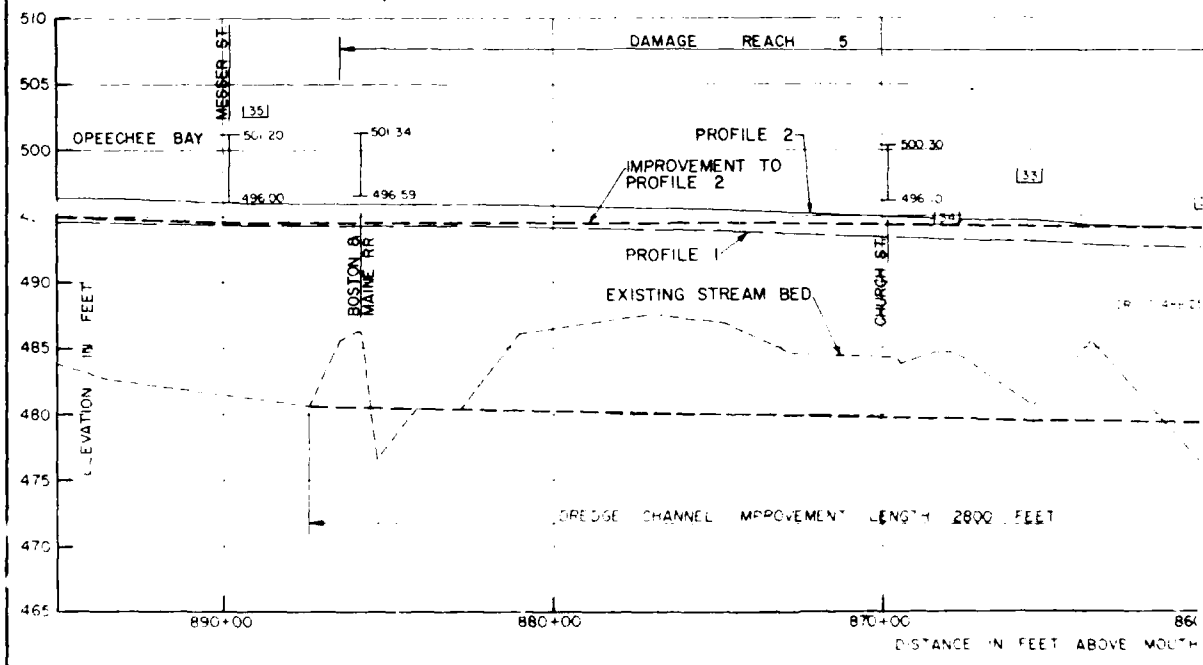 510
DAMAGE REACH 5
MESSER ST.
505
35
OPEECHEE BAY
501.20
501 34
PROFILE 2
500.30
500
IMPROVEMENT TO
PROFILE 2
33
496.00
496.59
34
BOSTON &
MAINE RR
PROFILE 1
CHURCH ST.
490
EXISTING STREAM BED
485
480
ELEVATION IN FEET
475
DREDGE CHANNEL IMPROVEMENT LENGTH 2800 FEET
470
465
890+00
880+00
870+00
DISTANCE IN FEET ABOVE MOUTH